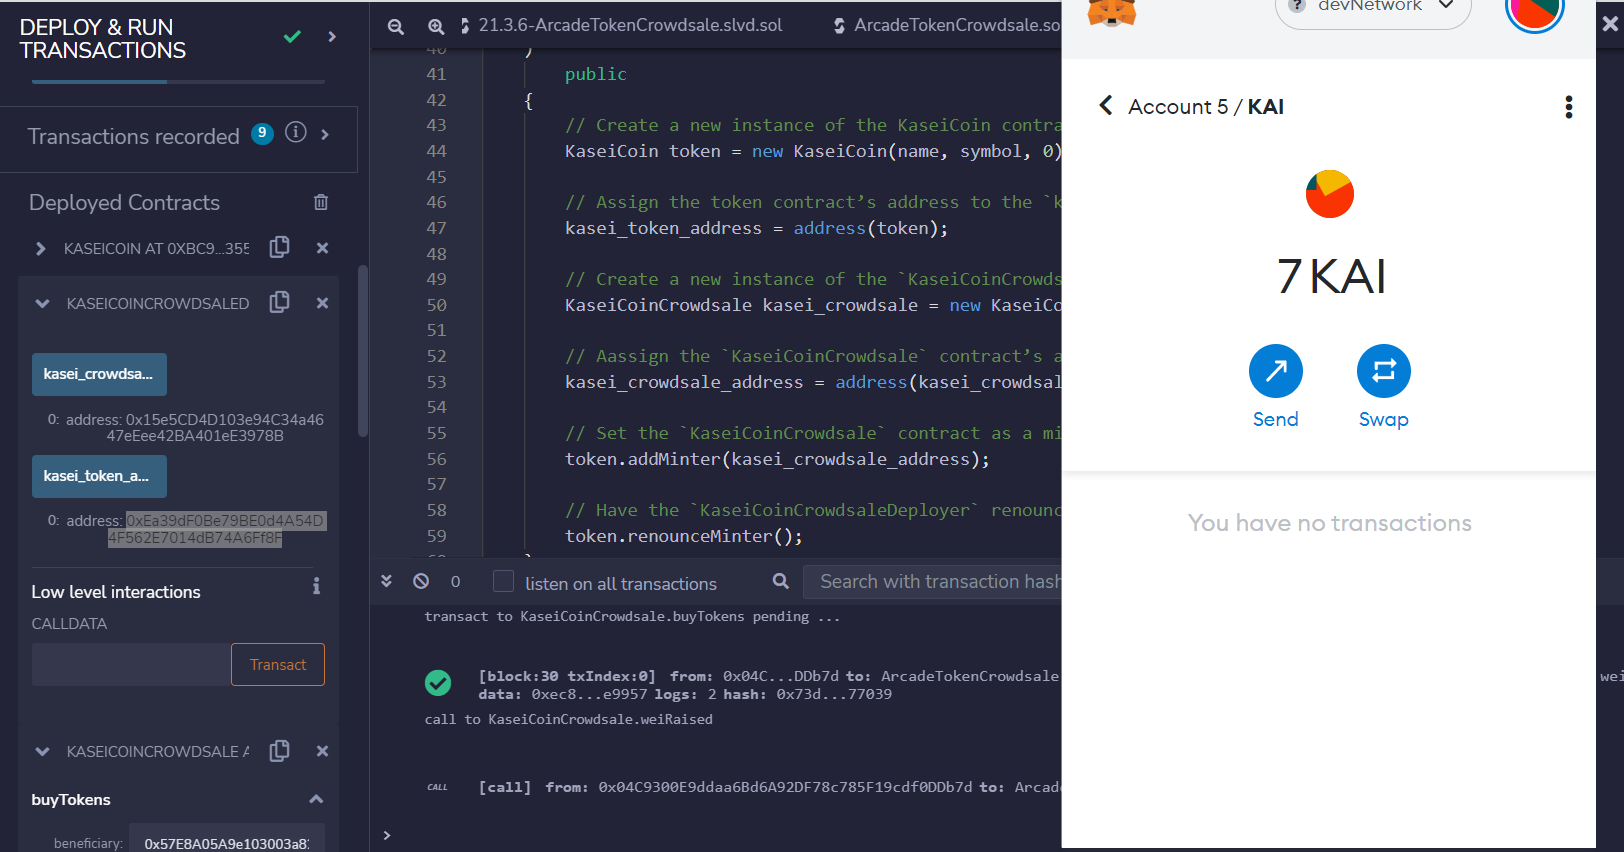 DEPLOY & RUN
TRANSACTIONS
Transactions recorded 9
Deployed Contracts
KASEICOIN AT 0XBC9...355
KASEICOINCROWDSALED
kasei_crowdsa...
0: address: 0x15e5CD4D103e94C34a46
47eEee42BA401eE3978B
kasei_token_a...
0: address: 0xEa39dF0Be79BE0d4A54D
4F562E7014dB74A6Ff8F
Low level interactions
CALLDATA
Transact
KASEICOINCROWDSALE A
buyTokens
beneficiary: 0x57E8A05A9e103003a8
21.3.6-ArcadeTokenCrowdsale.slvd.sol
ArcadeTokenCrowdsale.so
40 )
41 public
42 {
43 // Create a new instance of the KaseiCoin contra
44 KaseiCoin token = new KaseiCoin(name, symbol, 0)
45
46 // Assign the token contract’s address to the `k
47 kasei_token_address = address(token);
48
49 // Create a new instance of the `KaseiCoinCrowds
50 KaseiCoinCrowdsale kasei_crowdsale = new KaseiCo
51
52 // Aassign the `KaseiCoinCrowdsale` contract’s a
53 kasei_crowdsale_address = address(kasei_crowdsal
54
55 // Set the `KaseiCoinCrowdsale` contract as a mi
56 token.addMinter(kasei_crowdsale_address);
57
58 // Have the `KaseiCoinCrowdsaleDeployer` renounc
59 token.renounceMinter();
0
listen on all transactions
Search with transaction hash
transact to KaseiCoinCrowdsale.buyTokens pending ...
[block:30 txIndex:0] from: 0x04C...DDb7d to: ArcadeTokenCrowdsale
wei
data: 0xec8...e9957 logs: 2 hash: 0x73d...77039
call to KaseiCoinCrowdsale.weiRaised
CALL [call] from: 0x04C9300E9ddaa6Bd6A92DF78c785F19cdf0DDb7d to: Arcad
>
devNetwork
Account 5 / KAI
7 KAI
Send
Swap
You have no transactions